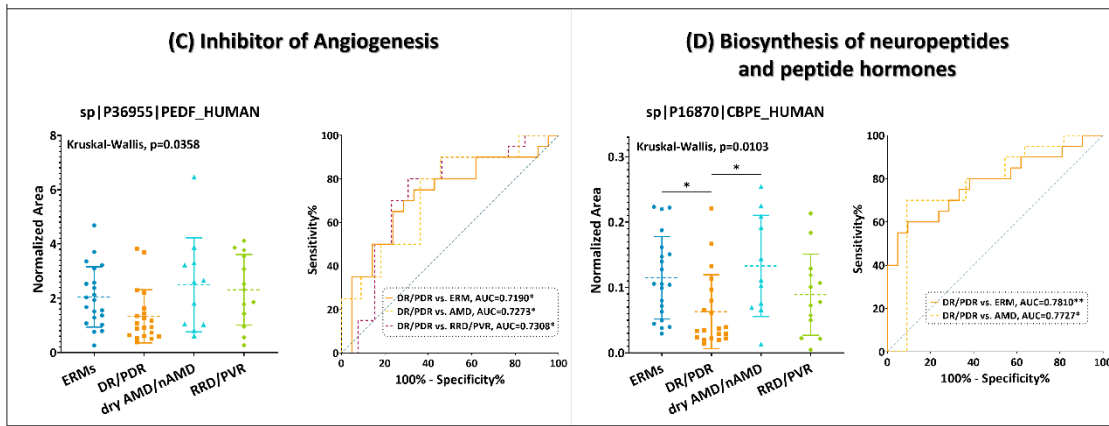 (C) Inhibitor of Angiogenesis
sp|P36955|PEDF_HUMAN
Kruskal-Wallis, p=0.0358
Normalized Area
8
6
4
2
0
ERMs
DR/PDR
dry AMD/nAMD
RRD/PVR
Sensitivity%
100
80
60
40
20
0
0
20
40
60
80
100
100% - Specificity%
DR/PDR vs. ERM, AUC=0.7190*
DR/PDR vs. AMD, AUC=0.7273*
DR/PDR vs. RRD/PVR, AUC=0.7308*
(D) Biosynthesis of neuropeptides
and peptide hormones
sp|P16870|CBPE_HUMAN
Kruskal-Wallis, p=0.0103
Normalized Area
0.3
0.2
0.1
0.0
*
*
ERMs
DR/PDR
dry AMD/nAMD
RRD/PVR
Sensitivity%
100
80
60
40
20
0
0
20
40
60
80
100
100% - Specificity%
DR/PDR vs. ERM, AUC=0.7810**
DR/PDR vs. AMD, AUC=0.7727*